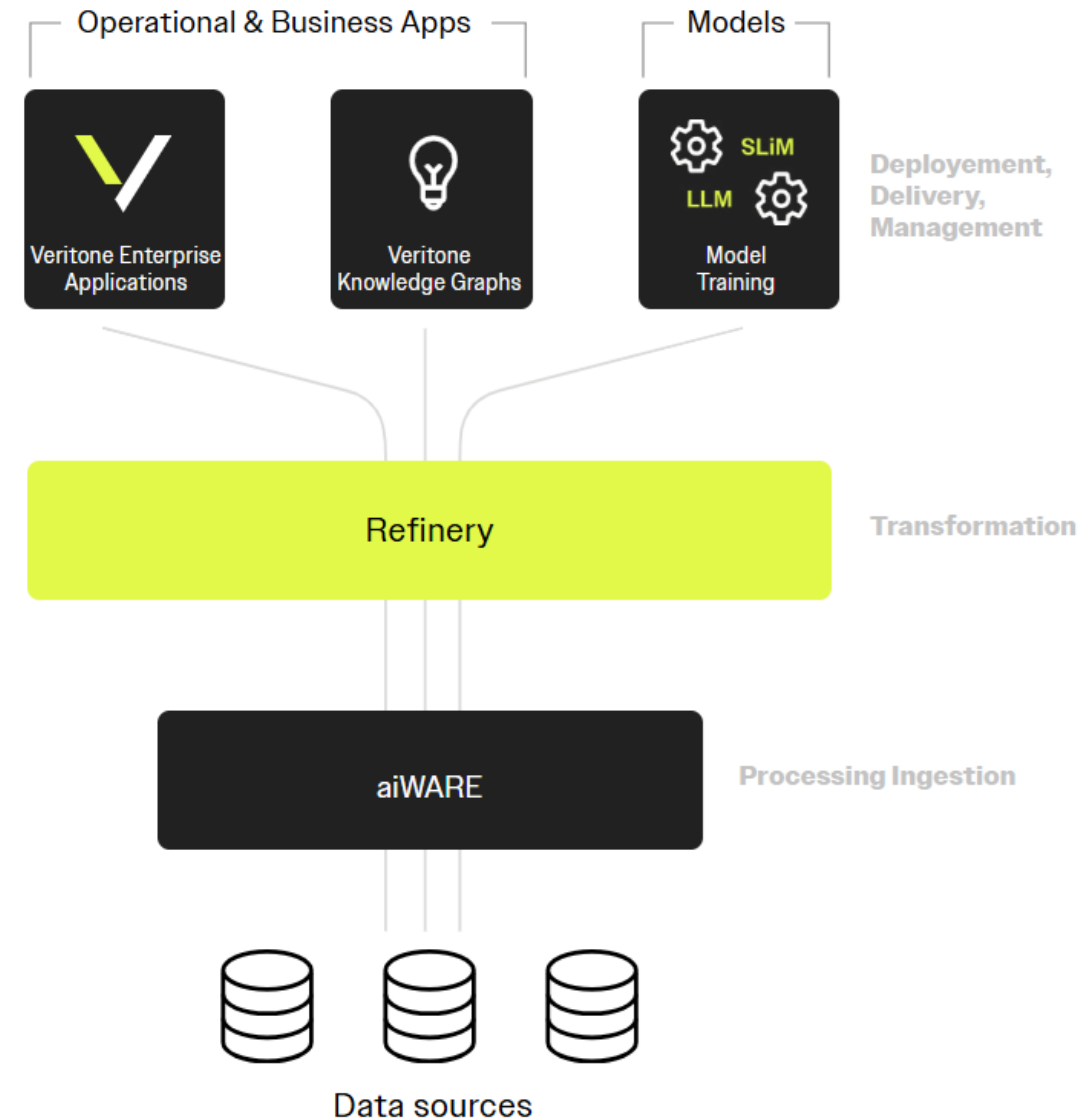 Operational & Business Apps
Models
Veritone Enterprise
Applications
Veritone
Knowledge Graphs
SLiM
LLM
Model
Training
Deployement,
Delivery,
Management
Refinery
Transformation
aiWARE
Processing Ingestion
Data sources